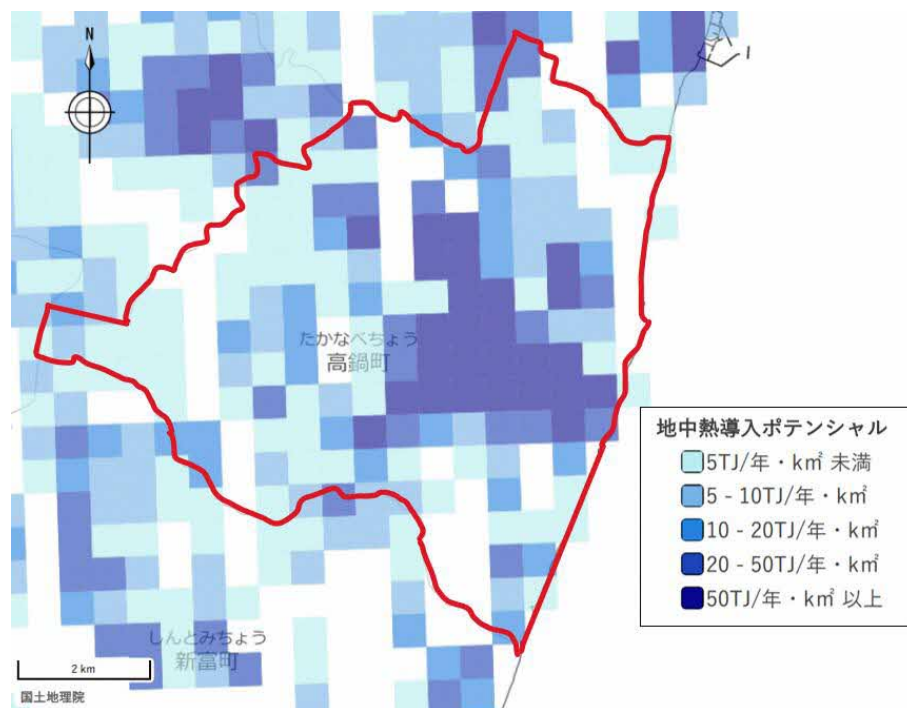 N
たかなべちょう
高鍋町
地中熱導入ポテンシャル
5TJ/年・k㎡ 未満
5 - 10TJ/年・k㎡
10 - 20TJ/年・k㎡
20 - 50TJ/年・k㎡
50TJ/年・k㎡ 以上
しんとみちょう
新富町
2 km
国土地理院